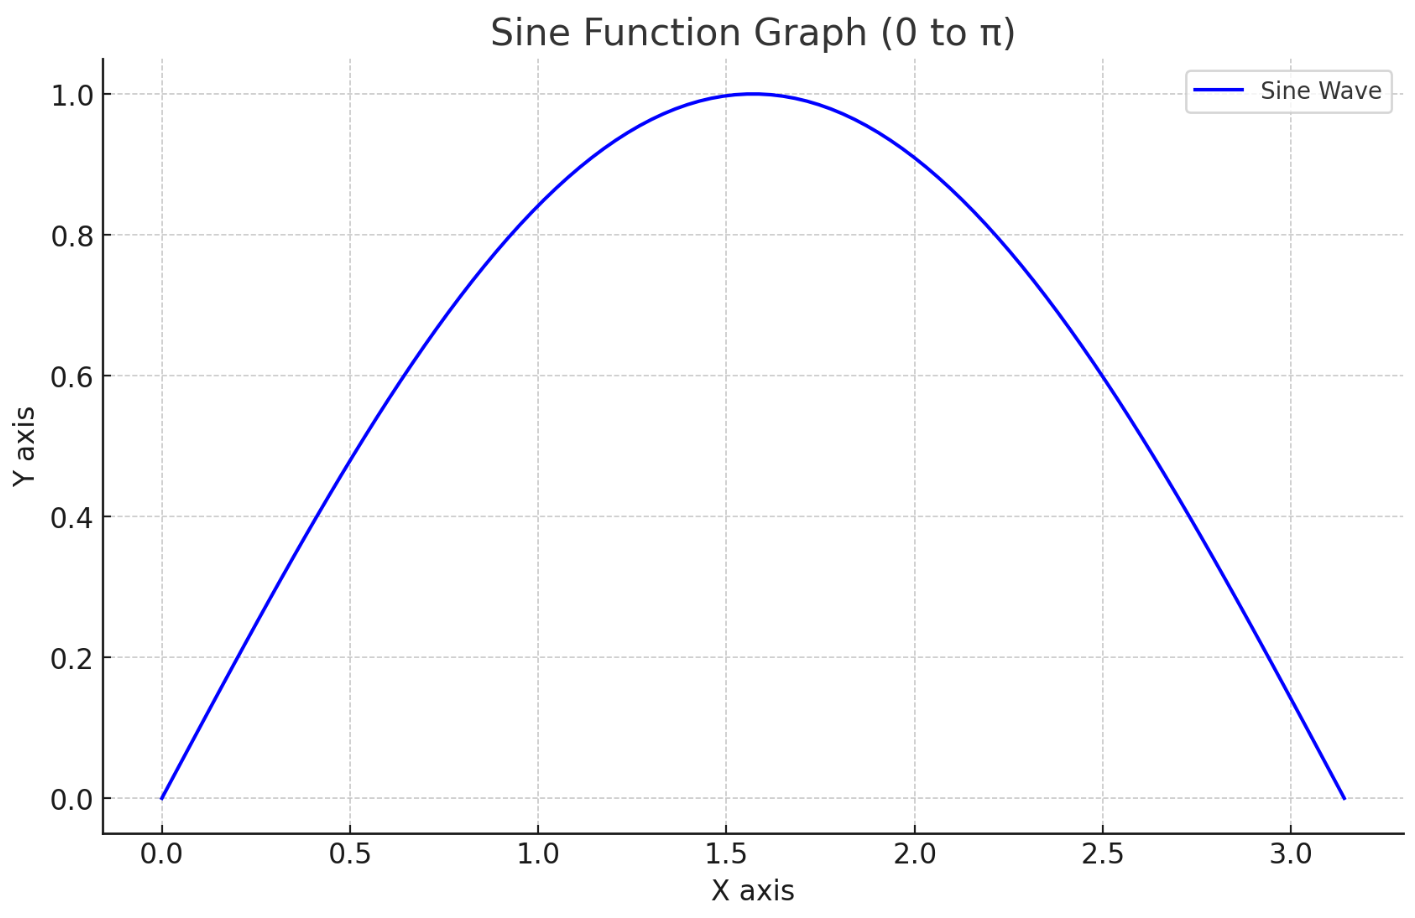 Sine Function Graph (0 to π)
Sine Wave
Y axis
1.0
0.8
0.6
0.4
0.2
0.0
0.0 0.5 1.0 1.5 2.0 2.5 3.0
X axis